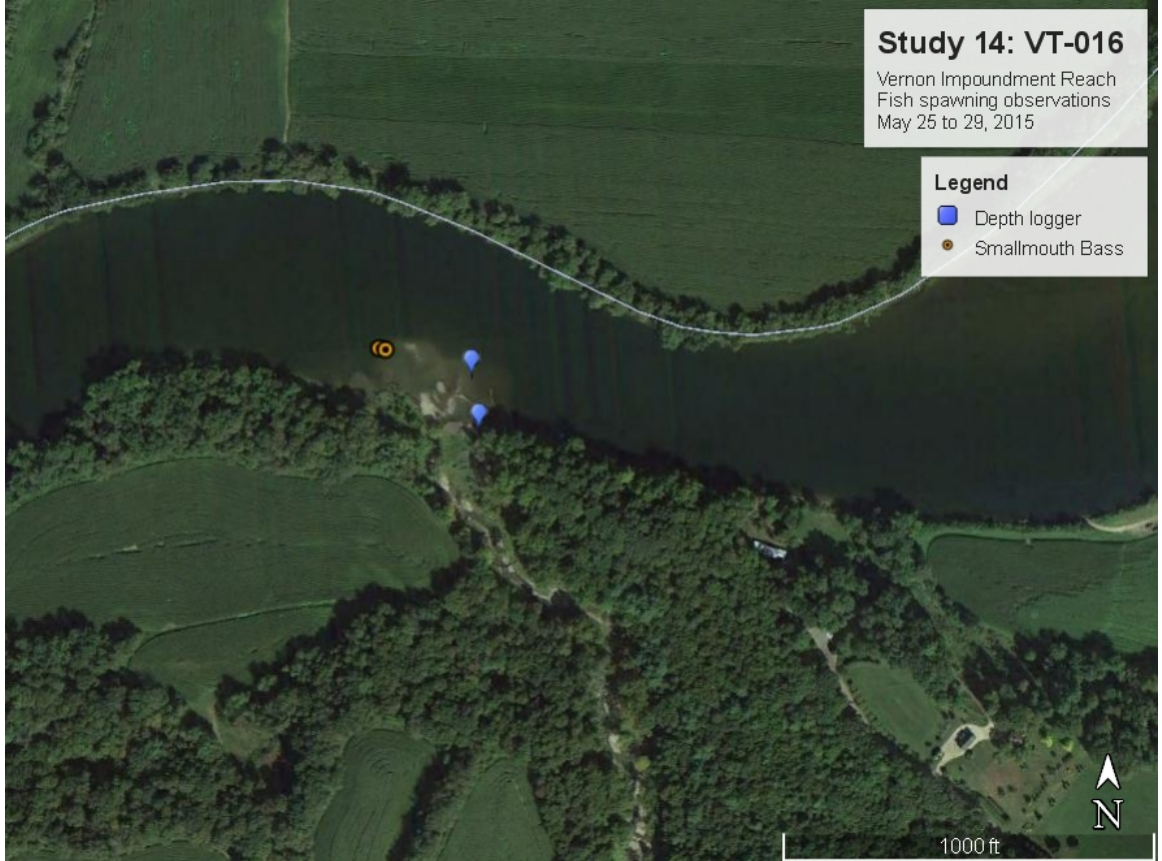 Study 14: VT-016
Vernon Impoundment Reach
Fish spawning observations
May 25 to 29, 2015
Legend
Depth logger
Smallmouth Bass
N
1000 ft